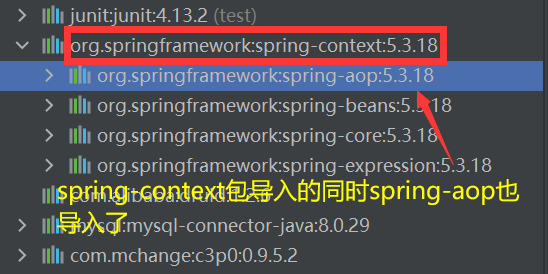 junit:junit:4.13.2 (test)
org.springframework:spring-context:5.3.18
org.springframework:spring-aop:5.3.18
org.springframework:spring-beans:5.3.18
org.springframework:spring-core:5.3.18
org.springframework:spring-expression:5.3.18
spring-context包导入的同时spring-aop也
导入了
mysql:mysql-connector-java:8.0.29
com.mchange:c3p0:0.9.5.2